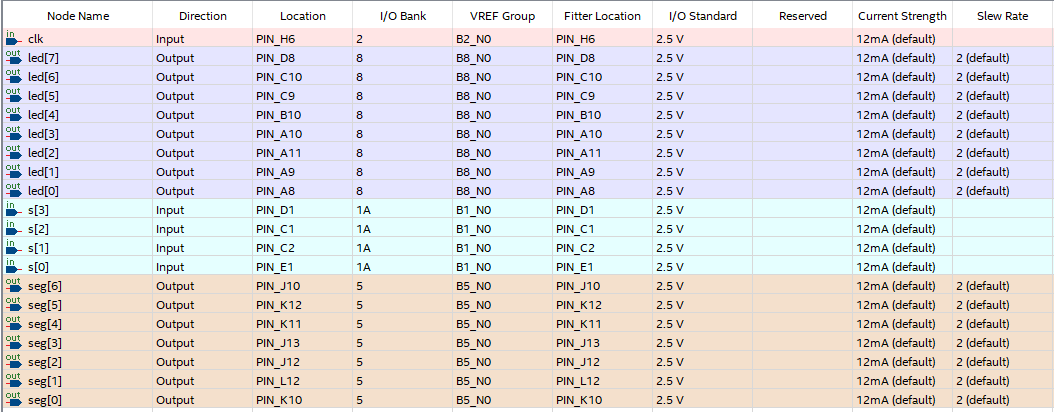 Node Name Direction Location I/O Bank VREF Group Fitter Location I/O Standard Reserved Current Strength Slew Rate
in clk Input PIN_H6 2 B2_N0 PIN_H6 2.5 V 12mA (default)
out led[7] Output PIN_D8 8 B8_N0 PIN_D8 2.5 V 12mA (default) 2 (default)
out led[6] Output PIN_C10 8 B8_N0 PIN_C10 2.5 V 12mA (default) 2 (default)
out led[5] Output PIN_C9 8 B8_N0 PIN_C9 2.5 V 12mA (default) 2 (default)
out led[4] Output PIN_B10 8 B8_N0 PIN_B10 2.5 V 12mA (default) 2 (default)
out led[3] Output PIN_A10 8 B8_N0 PIN_A10 2.5 V 12mA (default) 2 (default)
out led[2] Output PIN_A11 8 B8_N0 PIN_A11 2.5 V 12mA (default) 2 (default)
out led[1] Output PIN_A9 8 B8_N0 PIN_A9 2.5 V 12mA (default) 2 (default)
out led[0] Output PIN_A8 8 B8_N0 PIN_A8 2.5 V 12mA (default) 2 (default)
in s[3] Input PIN_D1 1A B1_N0 PIN_D1 2.5 V 12mA (default)
in s[2] Input PIN_C1 1A B1_N0 PIN_C1 2.5 V 12mA (default)
in s[1] Input PIN_C2 1A B1_N0 PIN_C2 2.5 V 12mA (default)
in s[0] Input PIN_E1 1A B1_N0 PIN_E1 2.5 V 12mA (default)
out seg[6] Output PIN_J10 5 B5_N0 PIN_J10 2.5 V 12mA (default) 2 (default)
out seg[5] Output PIN_K12 5 B5_N0 PIN_K12 2.5 V 12mA (default) 2 (default)
out seg[4] Output PIN_K11 5 B5_N0 PIN_K11 2.5 V 12mA (default) 2 (default)
out seg[3] Output PIN_J13 5 B5_N0 PIN_J13 2.5 V 12mA (default) 2 (default)
out seg[2] Output PIN_J12 5 B5_N0 PIN_J12 2.5 V 12mA (default) 2 (default)
out seg[1] Output PIN_L12 5 B5_N0 PIN_L12 2.5 V 12mA (default) 2 (default)
out seg[0] Output PIN_K10 5 B5_N0 PIN_K10 2.5 V 12mA (default) 2 (default)